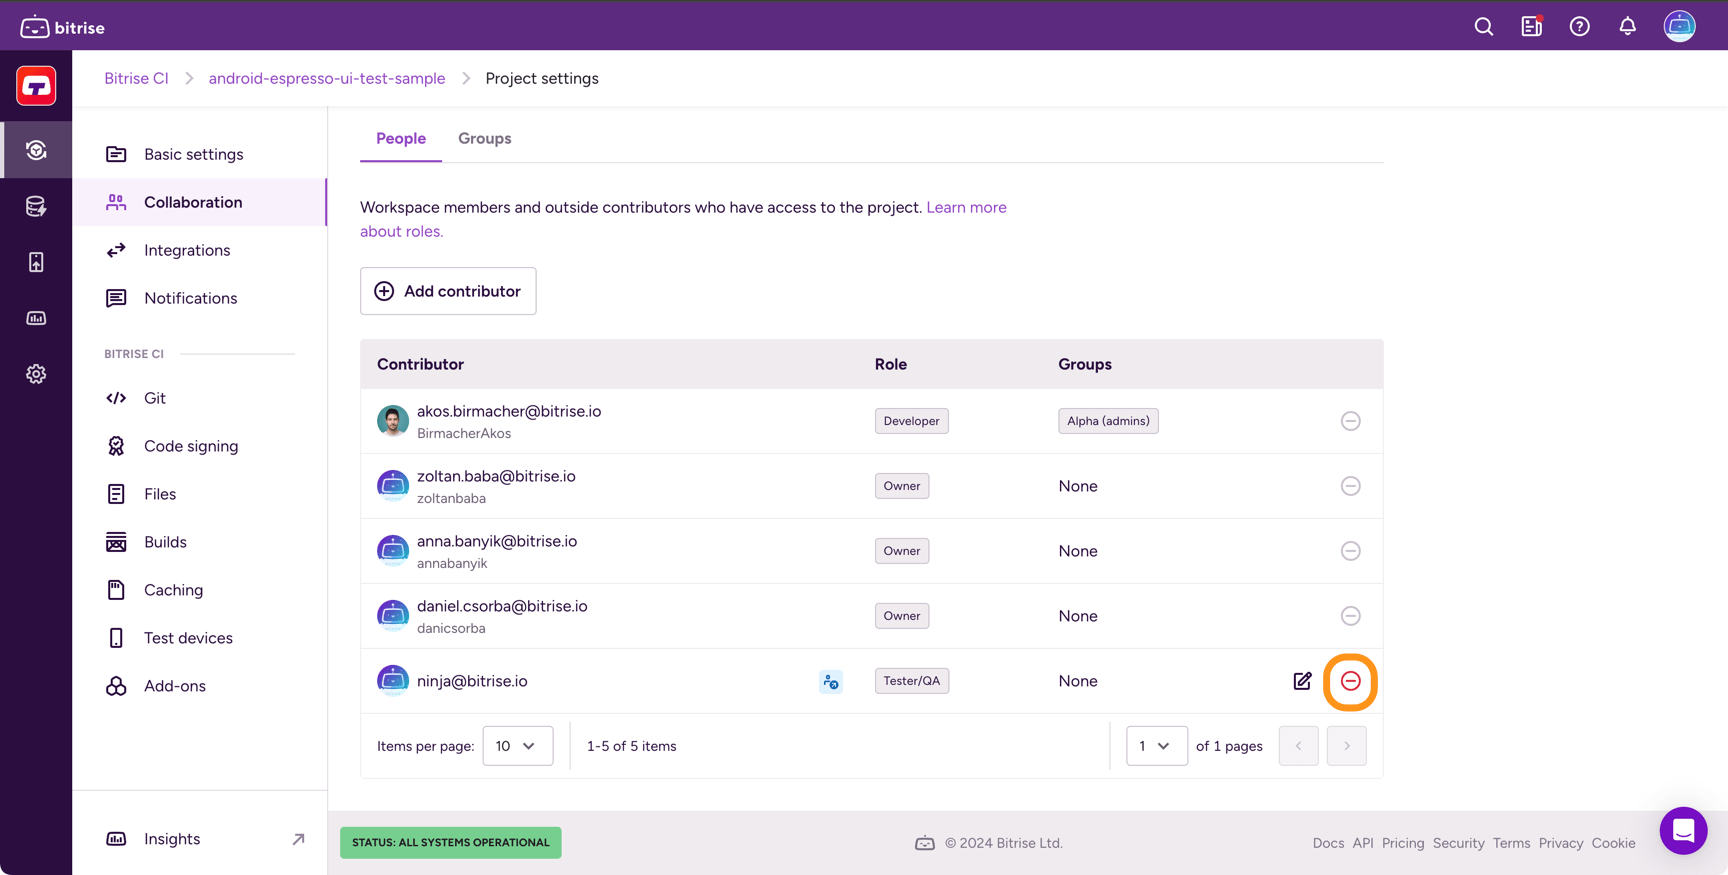 bitrise
Bitrise CI
android-espresso-ui-test-sample
Project settings
Basic settings
Collaboration
Integrations
Notifications
BITRISE CI
Git
Code signing
Files
Builds
Caching
Test devices
Add-ons
Insights
People
Groups
Workspace members and outside contributors who have access to the project. Learn more
about roles.
Add contributor
Contributor Role Groups
akos.birmacher@bitrise.io
BirmacherAkos
Developer
Alpha (admins)
zoltan.baba@bitrise.io
zoltanbaba
Owner
None
anna.banyik@bitrise.io
annabanyik
Owner
None
daniel.csorba@bitrise.io
danicsorba
Owner
None
ninja@bitrise.io
Tester/QA
None
Items per page: 10
1-5 of 5 items
1 of 1 pages
STATUS: ALL SYSTEMS OPERATIONAL
© 2024 Bitrise Ltd.
Docs API Pricing Security Terms Privacy Cookie